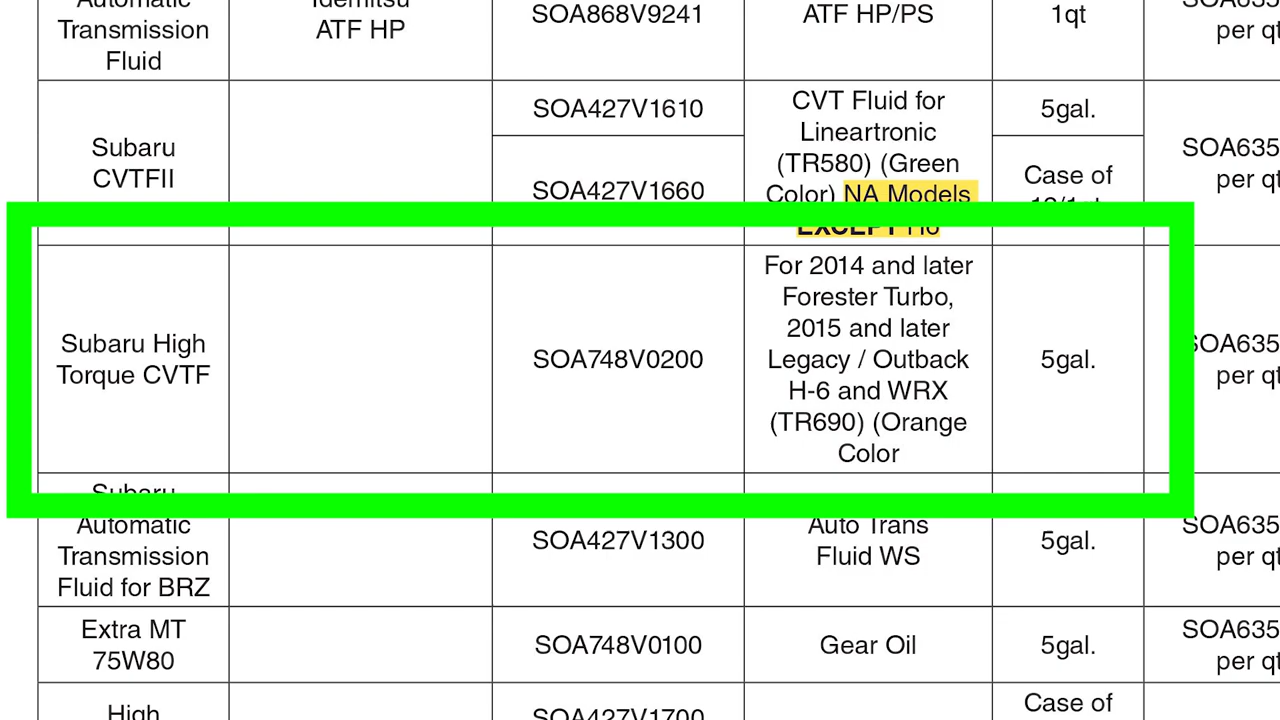 Automatic
Transmission
Fluid
Idemitsu
ATF HP
SOA868V9241
ATF HP/PS
1qt
per qt
Subaru
CVTFII
SOA427V1610
SOA427V1660
CVT Fluid for
Lineartronic
(TR580) (Green
Color) NA Models
EXCEPT H6
5gal.
Case of
SOA635
per qt
Subaru High
Torque CVTF
SOA748V0200
For 2014 and later
Forester Turbo,
2015 and later
Legacy / Outback
H-6 and WRX
(TR690) (Orange
Color
5gal.
SOA635
per qt
Subaru
Automatic
Transmission
Fluid for BRZ
SOA427V1300
Auto Trans
Fluid WS
5gal.
SOA635
per qt
Extra MT
75W80
SOA748V0100
Gear Oil
5gal.
SOA635
per qt
High
SOA427V1700
Case of